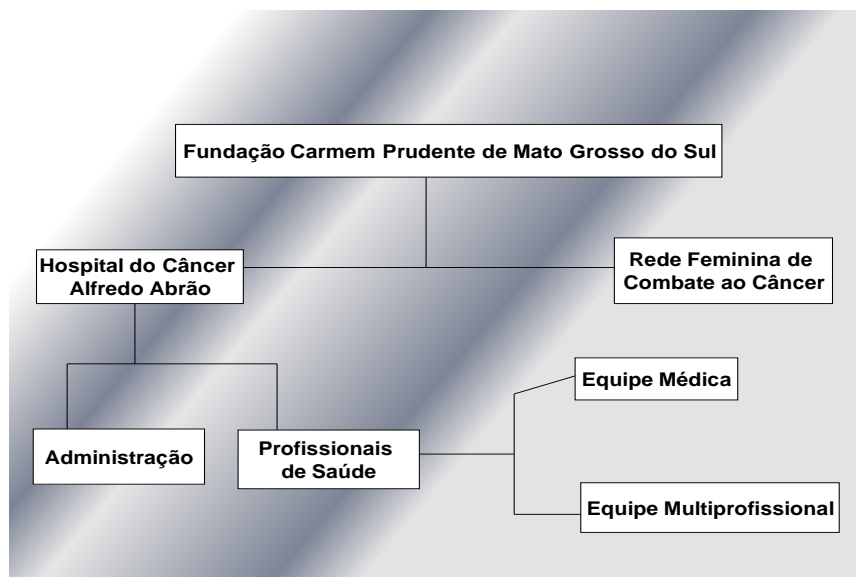 Fundação Carmem Prudente de Mato Grosso do Sul
Hospital do Câncer
Alfredo Abrão
Rede Feminina de
Combate ao Câncer
Equipe Médica
Administração
Profissionais
de Saúde
Equipe Multiprofissional